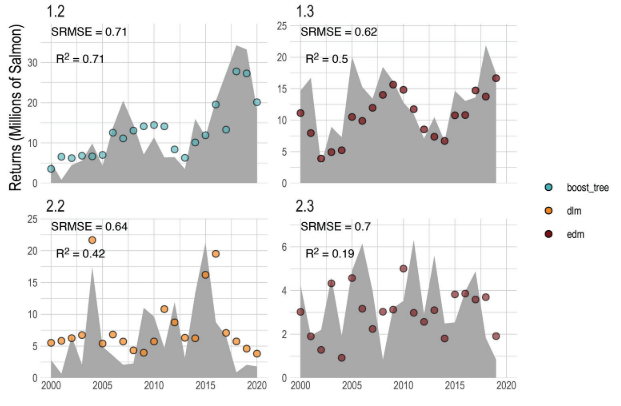 1.2
SRMSE = 0.71
R² = 0.71
30
20
10
0
1.3
SRMSE = 0.62
R² = 0.5
25
20
15
10
5
0
Returns (Millions of Salmon)
2.2
SRMSE = 0.64
R² = 0.42
25
20
15
10
5
0
2000 2005 2010 2015 2020
2.3
SRMSE = 0.7
R² = 0.19
6
4
2
0
2000 2005 2010 2015 2020
boost_tree
dlm
edm